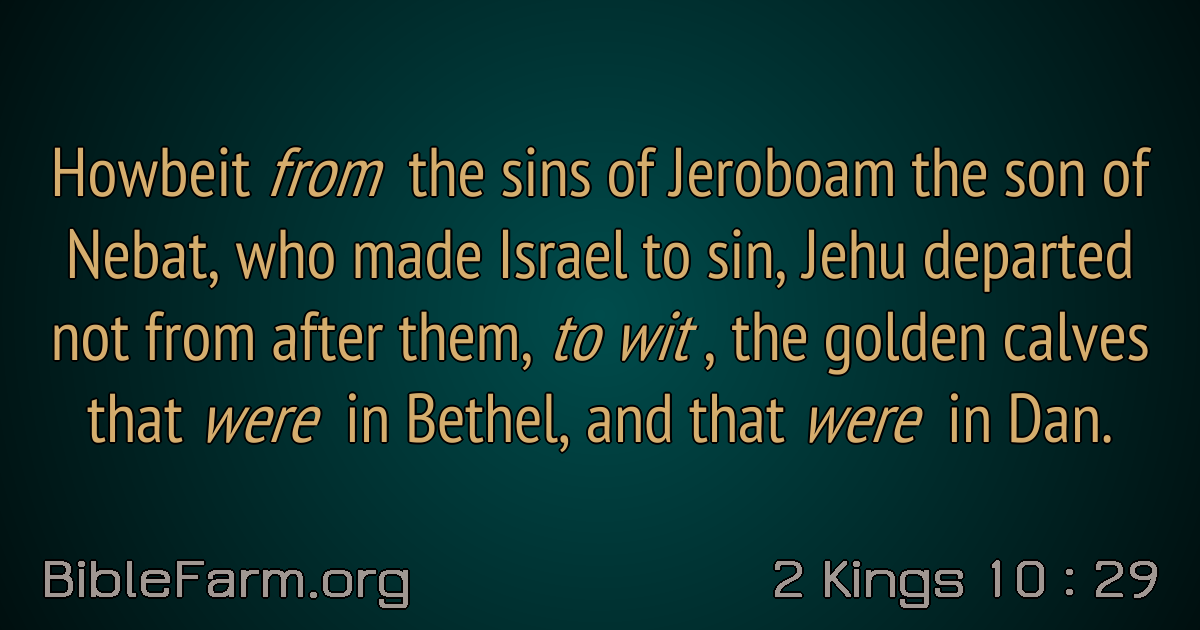 Howbeit from the sins of Jeroboam the son of
Nebat, who made Israel to sin, Jehu departed
not from after them, to wit , the golden calves
that were in Bethel, and that were in Dan.
BibleFarm.org
2 Kings 10 : 29